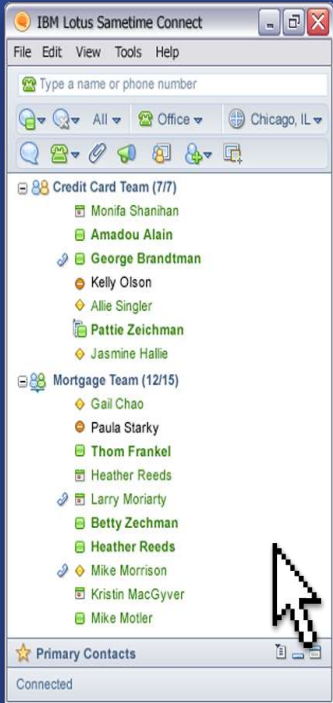 IBM Lotus Sametime Connect
File Edit View Tools Help
Type a name or phone number
All Office Chicago, IL
Credit Card Team (7/7)
Monifa Shanihan
Amadou Alain
George Brandtman
Kelly Olson
Allie Singler
Pattie Zeichman
Jasmine Hallie
Mortgage Team (12/15)
Gail Chao
Paula Starky
Thom Frankel
Heather Reeds
Larry Moriarty
Betty Zechman
Heather Reeds
Mike Morrison
Kristin MacGyver
Mike Motler
Primary Contacts
Connected